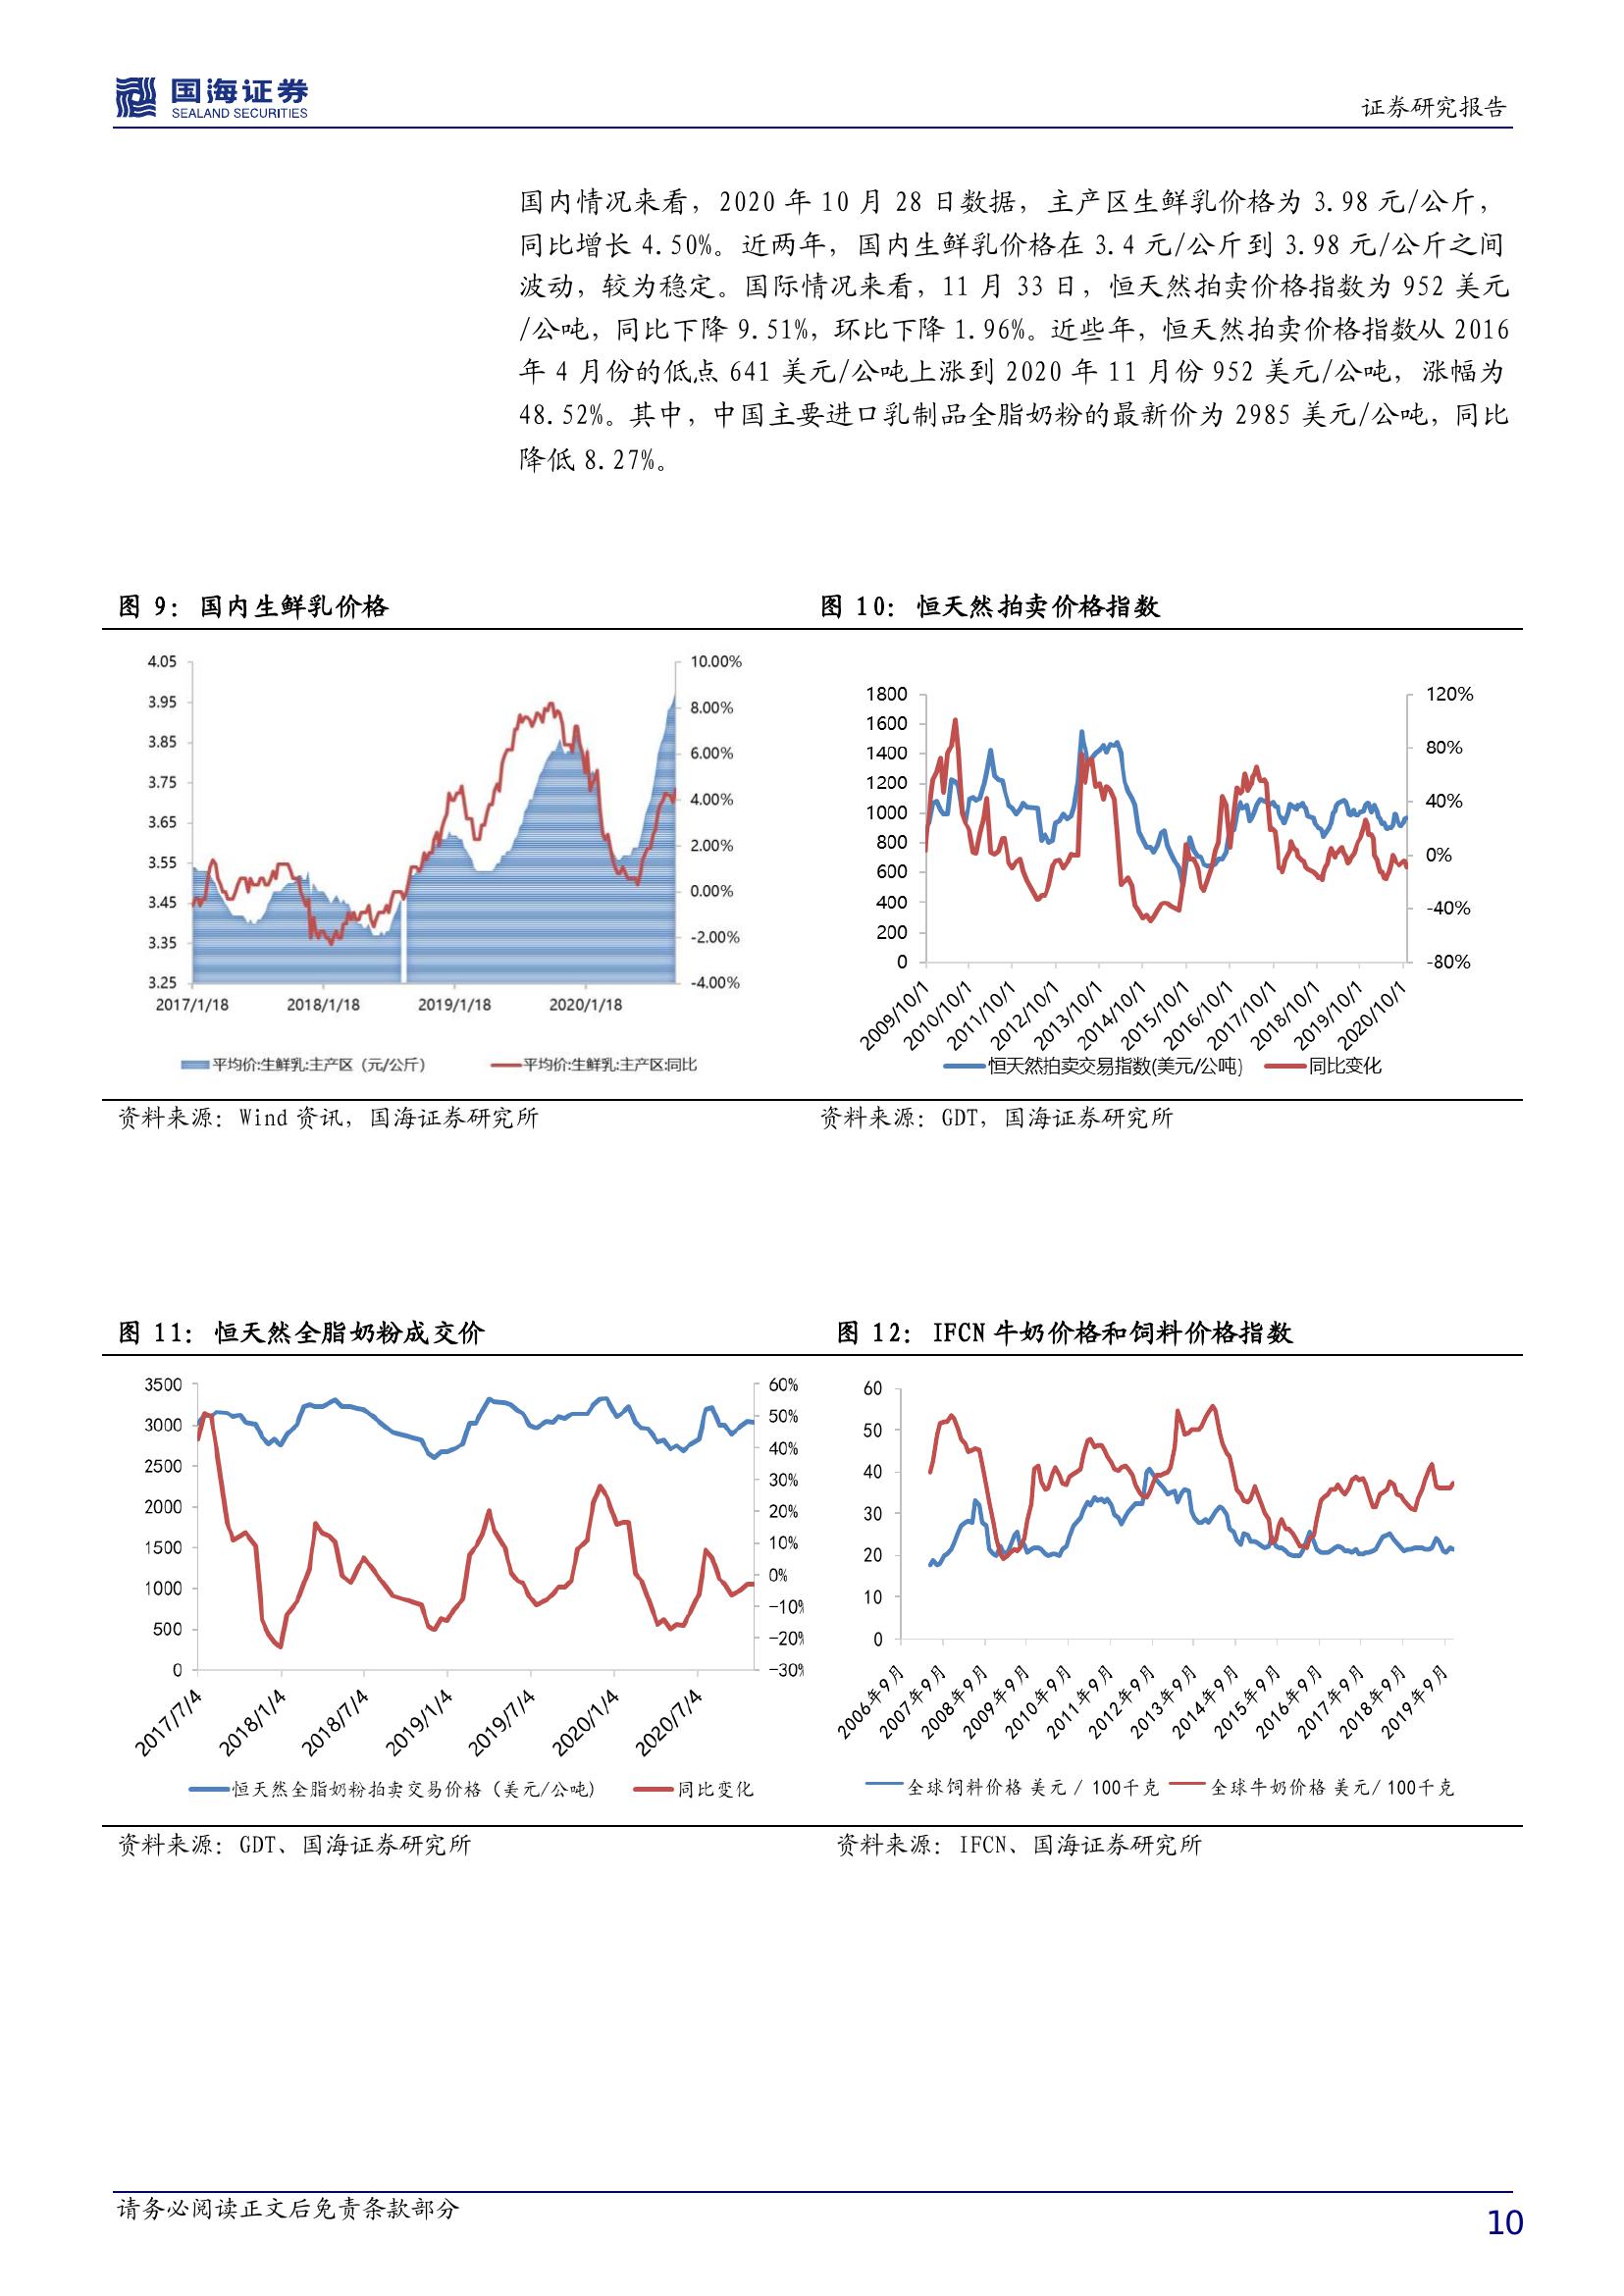 国海证券
SEALAND SECURITIES
证券研究报告
国内情况来看，2020 年 10 月 28 日数据，主产区生鲜乳价格为 3.98 元/公斤，
同比增长 4.50%。近两年，国内生鲜乳价格在 3.4 元/公斤到 3.98 元/公斤之间
波动，较为稳定。国际情况来看，11 月 33 日，恒天然拍卖价格指数为 952 美元
/公吨，同比下降 9.51%，环比下降 1.96%。近些年，恒天然拍卖价格指数从 2016
年 4 月份的低点 641 美元/公吨上涨到 2020 年 11 月份 952 美元/公吨，涨幅为
48.52%。其中，中国主要进口乳制品全脂奶粉的最新价为 2985 美元/公吨，同比
降低 8.27%。
图 9：国内生鲜乳价格
4.05
3.95
3.85
3.75
3.65
3.55
3.45
3.35
3.25
10.00%
8.00%
6.00%
4.00%
2.00%
0.00%
-2.00%
-4.00%
2017/1/18 2018/1/18 2019/1/18 2020/1/18
平均价:生鲜乳:主产区（元/公斤） 平均价:生鲜乳:主产区:同比
资料来源：Wind 资讯，国海证券研究所
图 10：恒天然拍卖价格指数
1800
1600
1400
1200
1000
800
600
400
200
0
120%
80%
40%
0%
-40%
-80%
2009/10/1 2010/10/1 2011/10/1 2012/10/1 2013/10/1 2014/10/1 2015/10/1 2016/10/1 2017/10/1 2018/10/1 2019/10/1 2020/10/1
恒天然拍卖交易指数(美元/公吨) 同比变化
资料来源：GDT，国海证券研究所
图 11：恒天然全脂奶粉成交价
3500
3000
2500
2000
1500
1000
500
0
60%
50%
40%
30%
20%
10%
0%
-10%
-20%
-30%
2017/7/4 2018/1/4 2018/7/4 2019/1/4 2019/7/4 2020/1/4 2020/7/4
恒天然全脂奶粉拍卖交易价格（美元/公吨） 同比变化
资料来源：GDT、国海证券研究所
图 12：IFCN 牛奶价格和饲料价格指数
60
50
40
30
20
10
0
2006年9月 2007年9月 2008年9月 2009年9月 2010年9月 2011年9月 2012年9月 2013年9月 2014年9月 2015年9月 2016年9月 2017年9月 2018年9月 2019年9月
全球饲料价格 美元 / 100千克 全球牛奶价格 美元/ 100千克
资料来源：IFCN、国海证券研究所
请务必阅读正文后免责条款部分
10